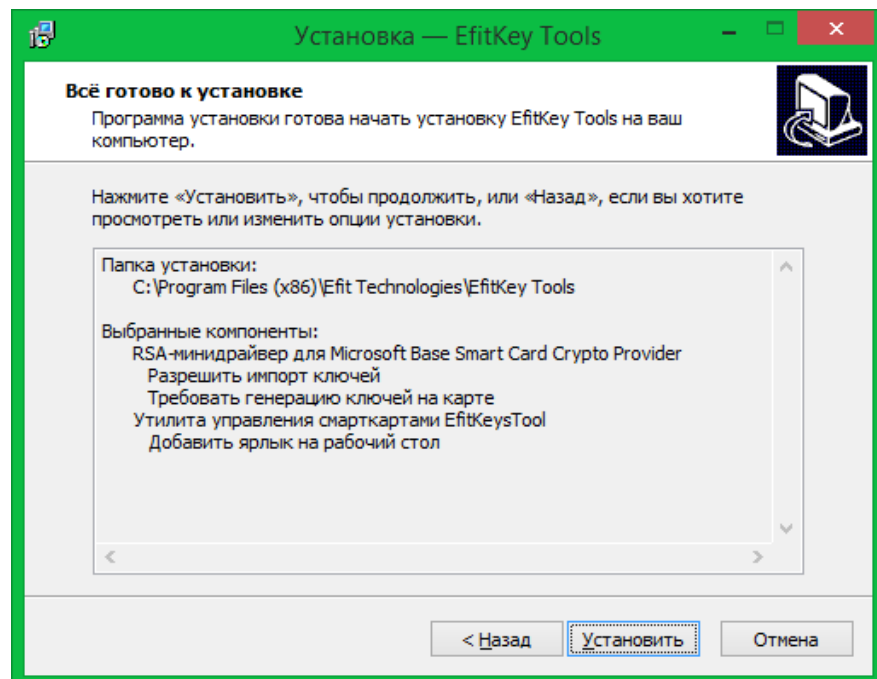 Установка — EfitKey Tools
Всё готово к установке
Программа установки готова начать установку EfitKey Tools на ваш
компьютер.
Нажмите «Установить», чтобы продолжить, или «Назад», если вы хотите
просмотреть или изменить опции установки.
Папка установки:
C:\Program Files (x86)\Efit Technologies\EfitKey Tools
Выбранные компоненты:
RSA-минидрайвер для Microsoft Base Smart Card Crypto Provider
Разрешить импорт ключей
Требовать генерацию ключей на карте
Утилита управления смарткартами EfitKeysTool
Добавить ярлык на рабочий стол
< Назад
Установить
Отмена